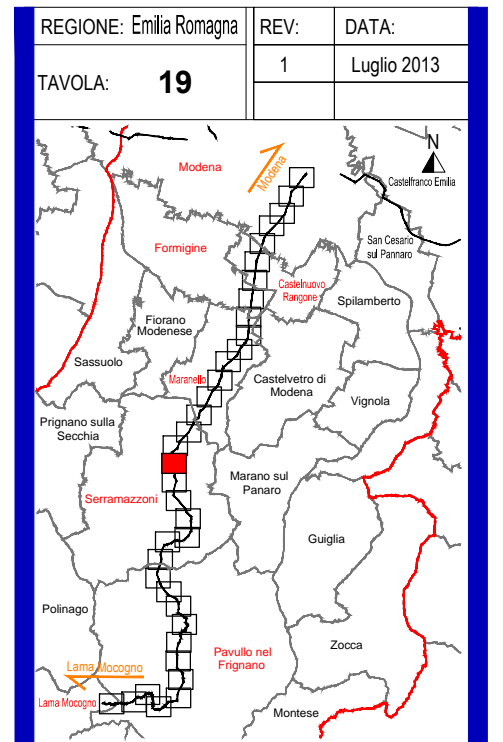 REGIONE: Emilia Romagna
REV:
DATA:
TAVOLA: 19
1
Luglio 2013
N
Modena
Modena
Castelfranco Emilia
Formigine
San Cesario
sul Pannaro
Castelnuovo
Rangone
Spilamberto
Fiorano
Modenese
Sassuolo
Maranello
Castelvetro di
Modena
Vignola
Prignano sulla
Secchia
Marano sul
Panaro
Serramazzoni
Guiglia
Polinago
Pavullo nel
Frignano
Zocca
Lama Mocogno
Lama Mocogno
Montese